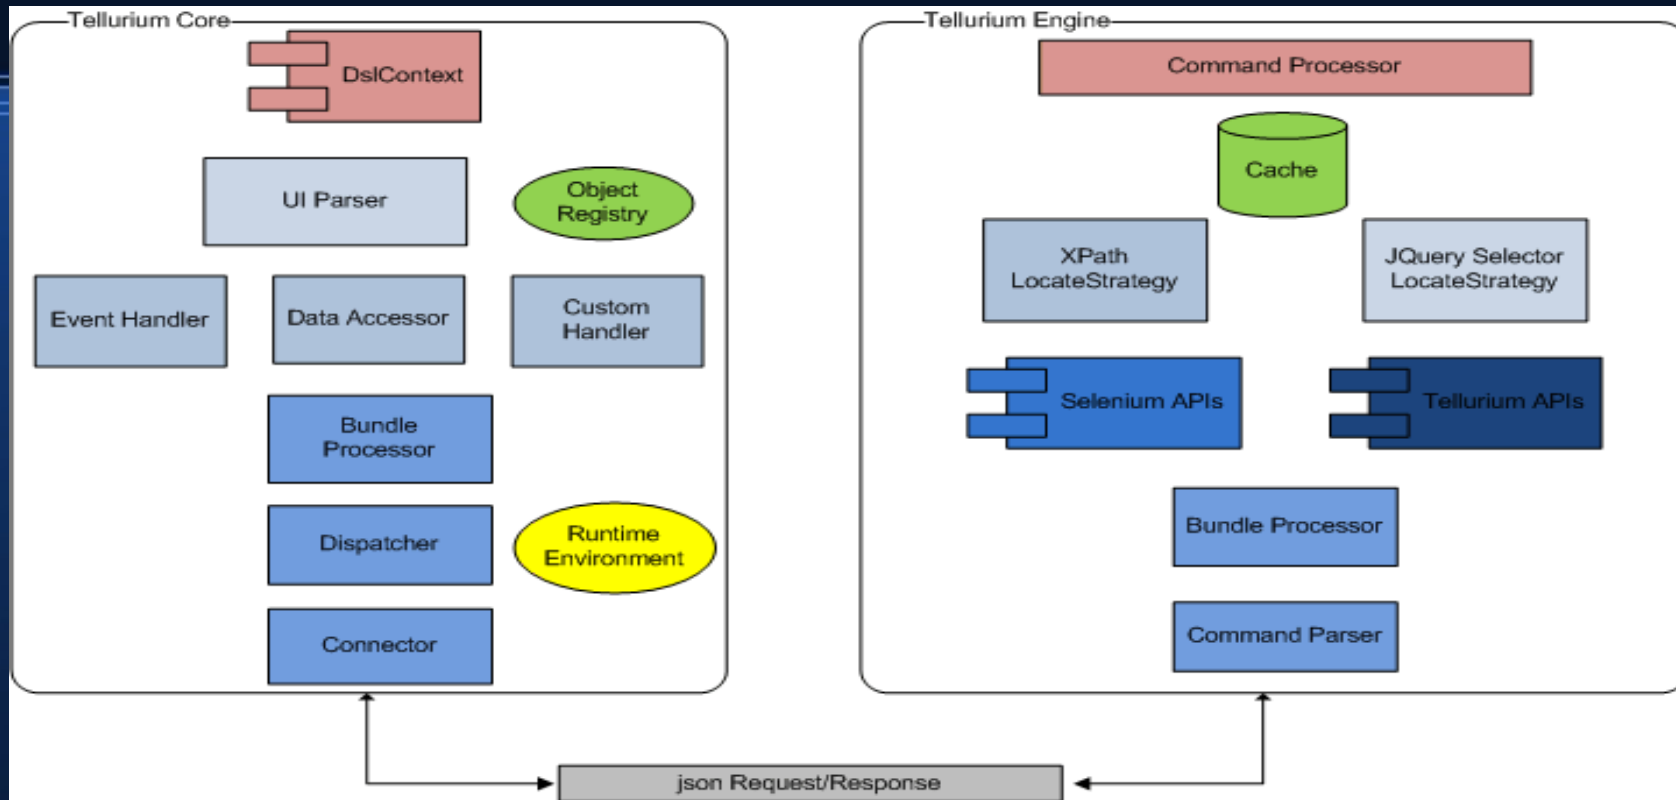 Tellurium Core
DslContext
UI Parser
Object
Registry
Event Handler
Data Accessor
Custom
Handler
Bundle
Processor
Dispatcher
Runtime
Environment
Connector
Tellurium Engine
Command Processor
Cache
XPath
LocateStrategy
JQuery Selector
LocateStrategy
Selenium APIs
Tellurium APIs
Bundle Processor
Command Parser
json Request/Response